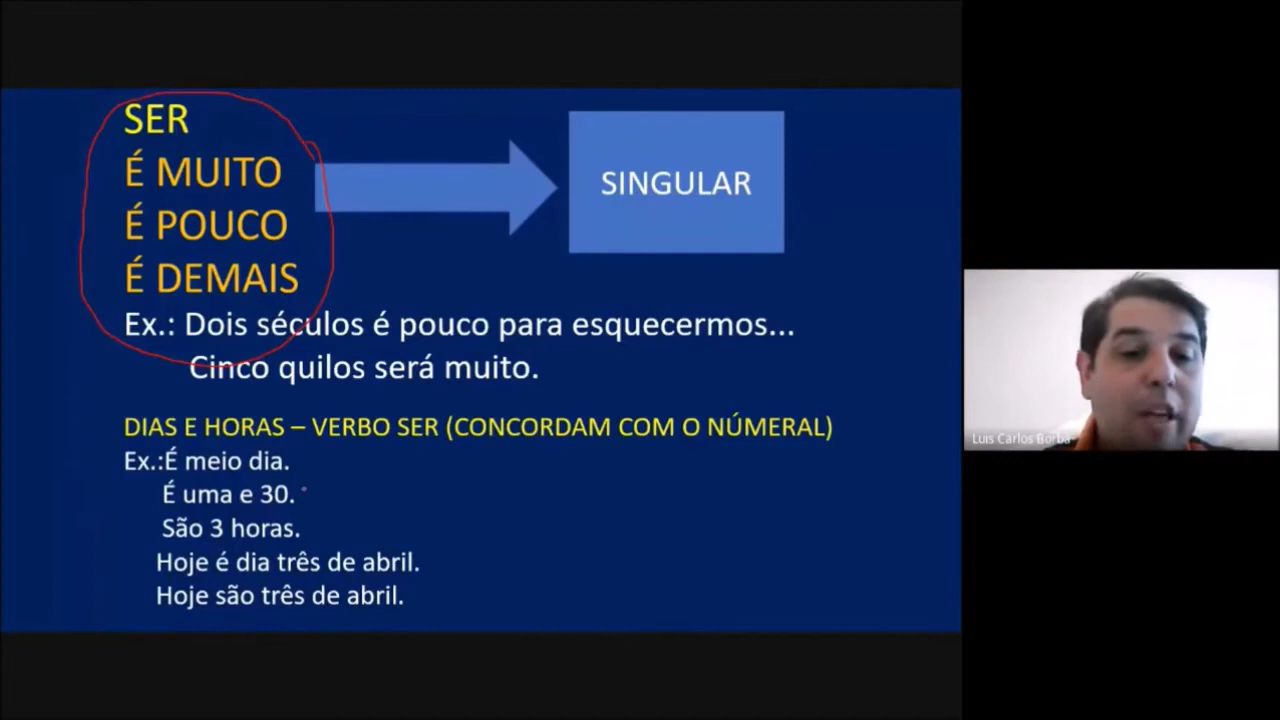 SER
É MUITO
É POUCO
É DEMAIS
SINGULAR
Ex.: Dois séculos é pouco para esquecermos...
Cinco quilos será muito.
DIAS E HORAS – VERBO SER (CONCORDAM COM O NÚMERAL)
Ex.:É meio dia.
É uma e 30.
São 3 horas.
Hoje é dia três de abril.
Hoje são três de abril.
Luis Carlos Borba